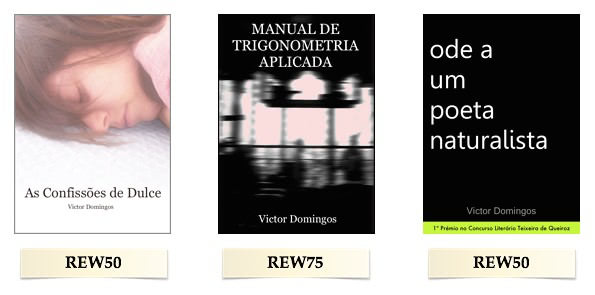 As Confissões de Dulce
Victor Domingos
REW50
MANUAL DE
TRIGONOMETRIA
APLICADA
Victor Domingos
REW75
ode a
um
poeta
naturalista
Victor Domingos
1º Prémio no Concurso Literário Teixeira de Queiroz
REW50